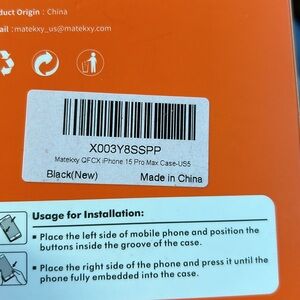 duct Origin : China
ail : matekxy_us@matekxy.com
X003Y8SSPP
Matekxy QFCX iPhone 15 Pro Max Case-US5
Black(New) Made in China
Usage for Installation:
▪ Place the left side of mobile phone and position the
buttons inside the groove of the case.
▪ Place the right side of the phone and press it until the
phone fully embedded into the case.